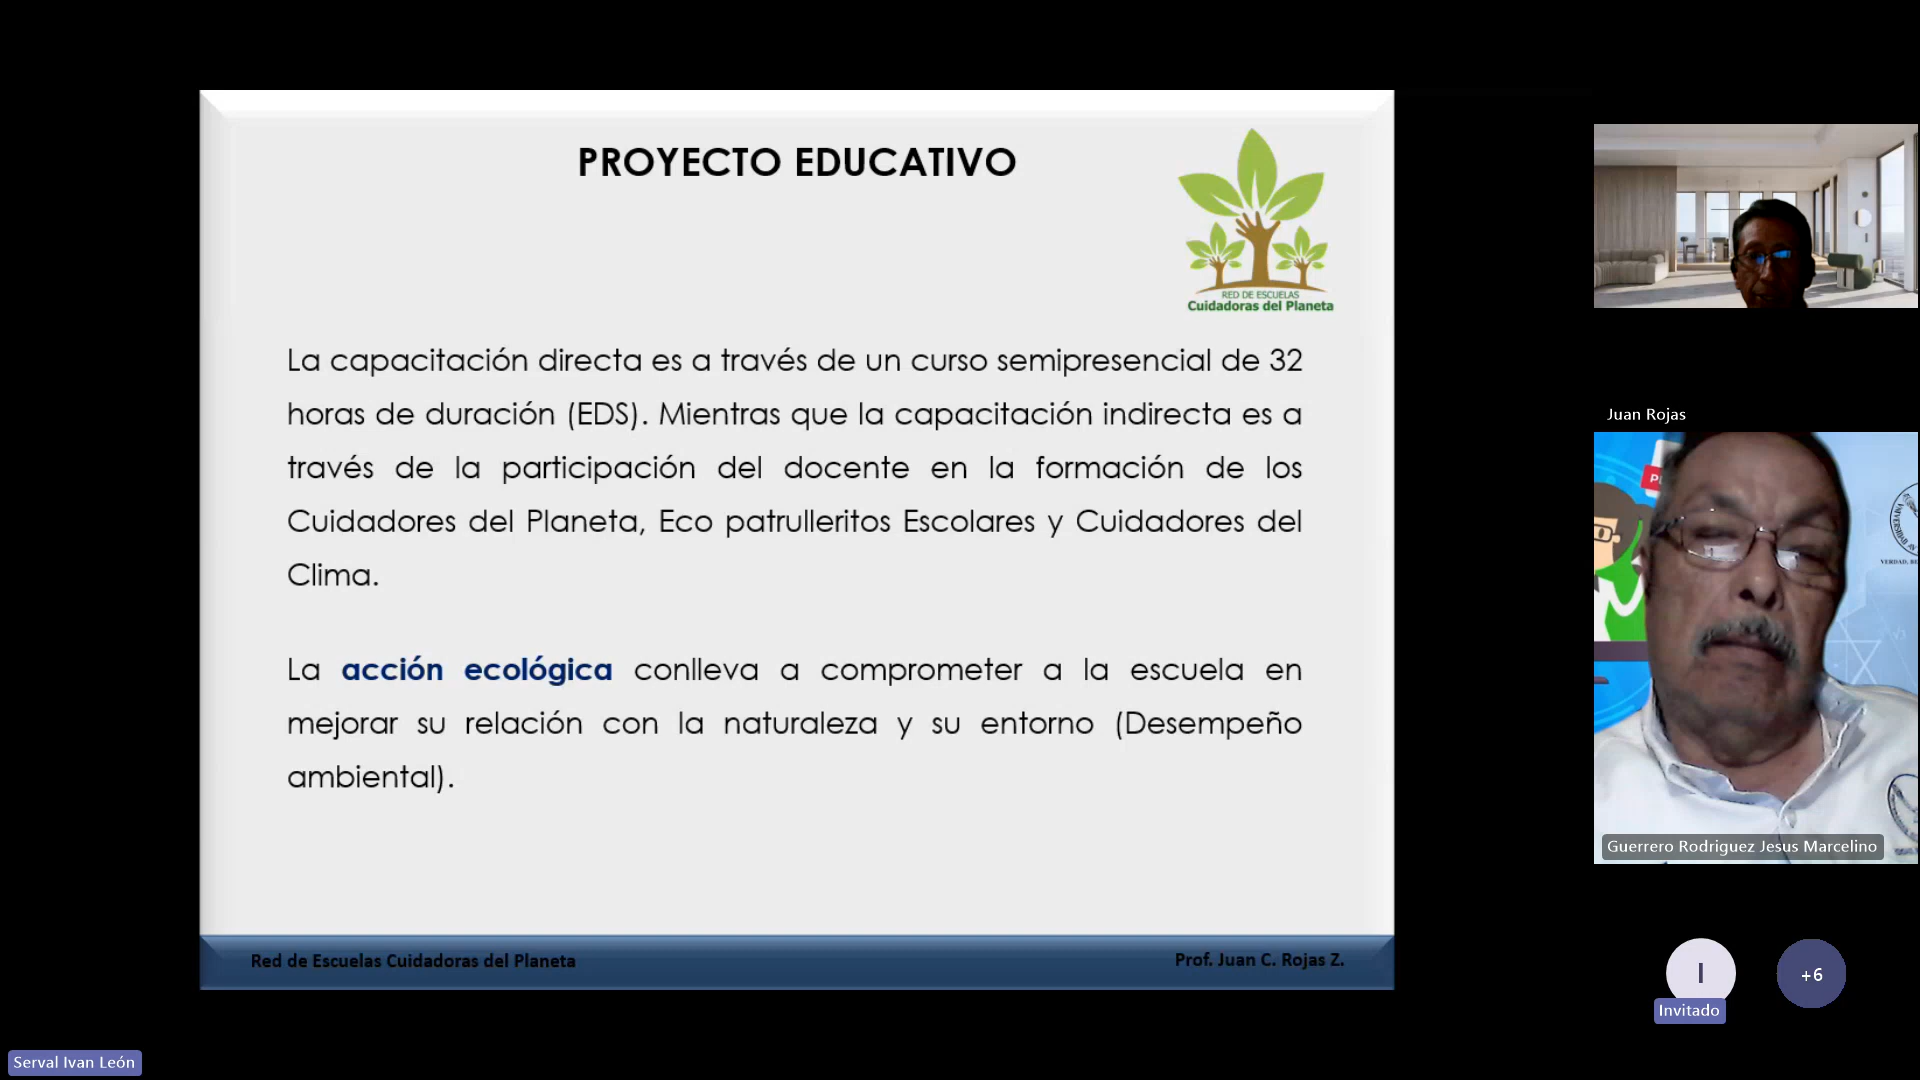 PROYECTO EDUCATIVO
RED DE ESCUELAS
Cuidadoras del Planeta
La capacitación directa es a través de un curso semipresencial de 32
horas de duración (EDS). Mientras que la capacitación indirecta es a
través de la participación del docente en la formación de los
Cuidadores del Planeta, Eco patrulleritos Escolares y Cuidadores del
Clima.
La acción ecológica conlleva a comprometer a la escuela en
mejorar su relación con la naturaleza y su entorno (Desempeño
ambiental).
Red de Escuelas Cuidadoras del Planeta
Prof. Juan C. Rojas Z.
Juan Rojas
Guerrero Rodriguez Jesus Marcelino
I
+6
Invitado
Serval Ivan León